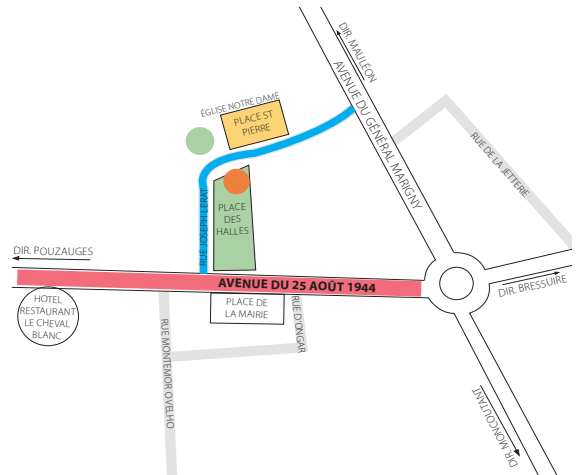 DIR. MAULÉON
AVENUE DU GÉNÉRAL MARIGNY
ÉGLISE NOTRE DAME
PLACE ST
PIERRE
RUE DE LA JETTERIE
RUE JOSEPH LERAT
PLACE
DES
HALLES
DIR. POUZAUGES
AVENUE DU 25 AOÛT 1944
DIR. BRESSUIRE
HÔTEL
RESTAURANT
LE CHEVAL
BLANC
PLACE DE
LA MAIRIE
RUE D'ONGAR
RUE MONTEMOR O VELHO
DIR. MONCOUTANT